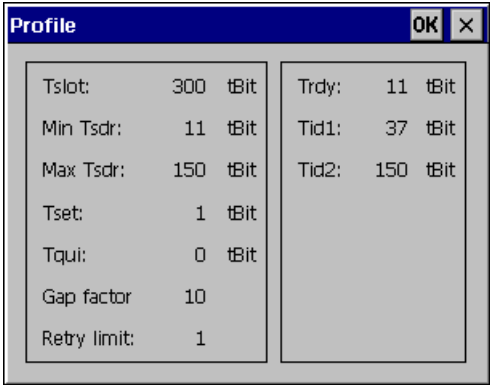 Profile OK ×
Tslot: 300 tBit
Min Tsdr: 11 tBit
Max Tsdr: 150 tBit
Tset: 1 tBit
Tqui: 0 tBit
Gap factor 10
Retry limit: 1
Trdy: 11 tBit
Tid1: 37 tBit
Tid2: 150 tBit